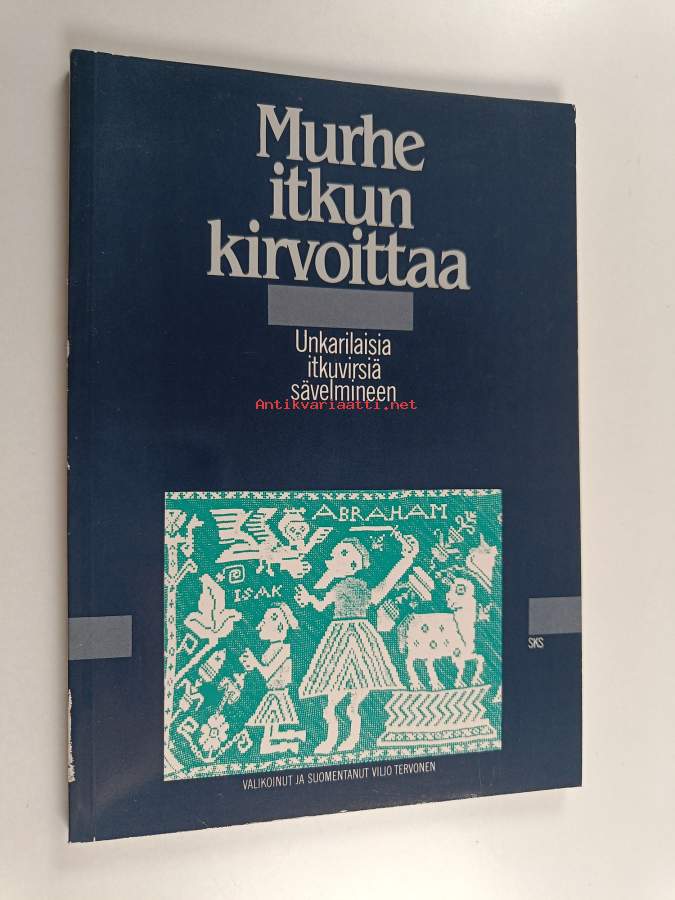 Murhe
itkun
kirvoittaa
Unkarilaisia
itkuvirsiä
sävelmineen
Antikvariaatti.net
ABRAHAM
ISAK
SKS
VALIKOINUT JA SUOMENTANUT VILJO TERVONEN